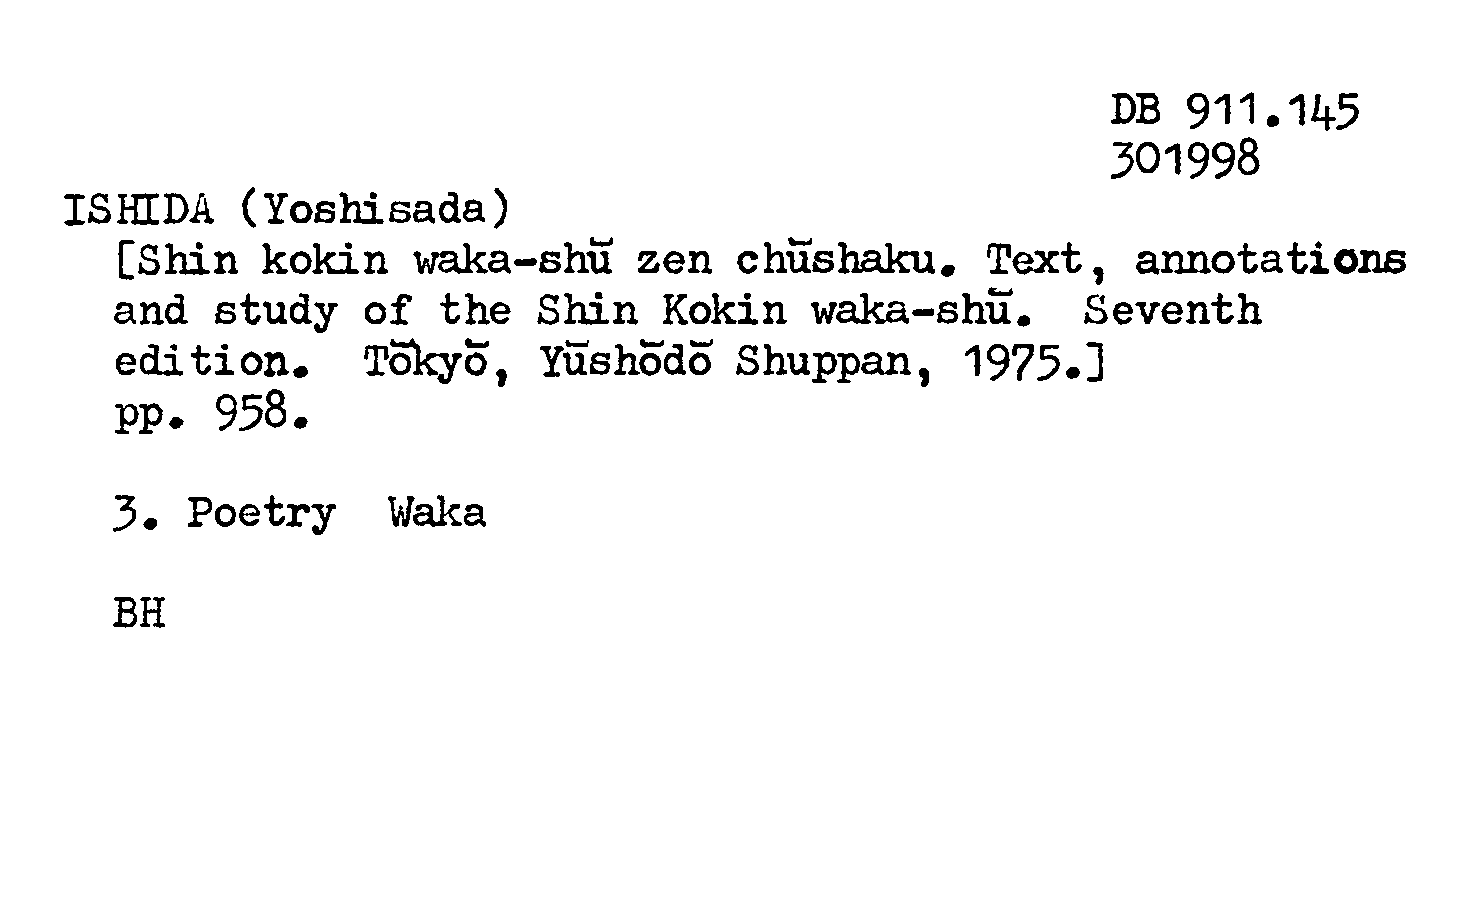 DB 911.145
301998
ISHIDA (Yoshisada)
[Shin kokin waka-shū zen chūshaku. Text, annotations
and study of the Shin Kokin waka-shū. Seventh
edition. Tōkyō, Yūshōdō Shuppan, 1975.]
pp. 958.
3. Poetry Waka
BH